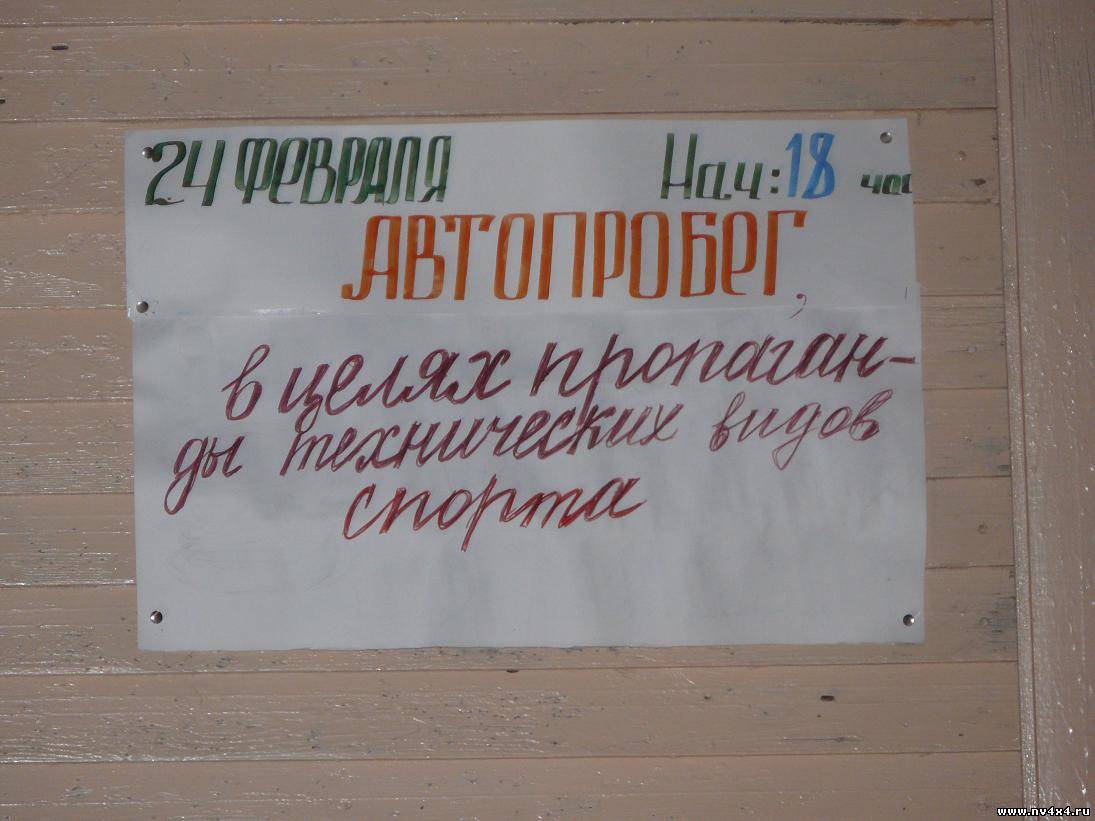 24 ФЕВРАЛЯ Нач: 18 час
АВТОПРОБЕГ,
в целях пропаган-
ды технических видов
спорта
www.nv4x4.ru